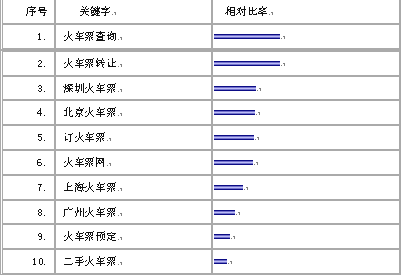 序号 关键字 相对比率
1. 火车票查询
2. 火车票转让
3. 深圳火车票
4. 北京火车票
5. 订火车票
6. 火车票网
7. 上海火车票
8. 广州火车票
9. 火车票预定
10. 二手火车票